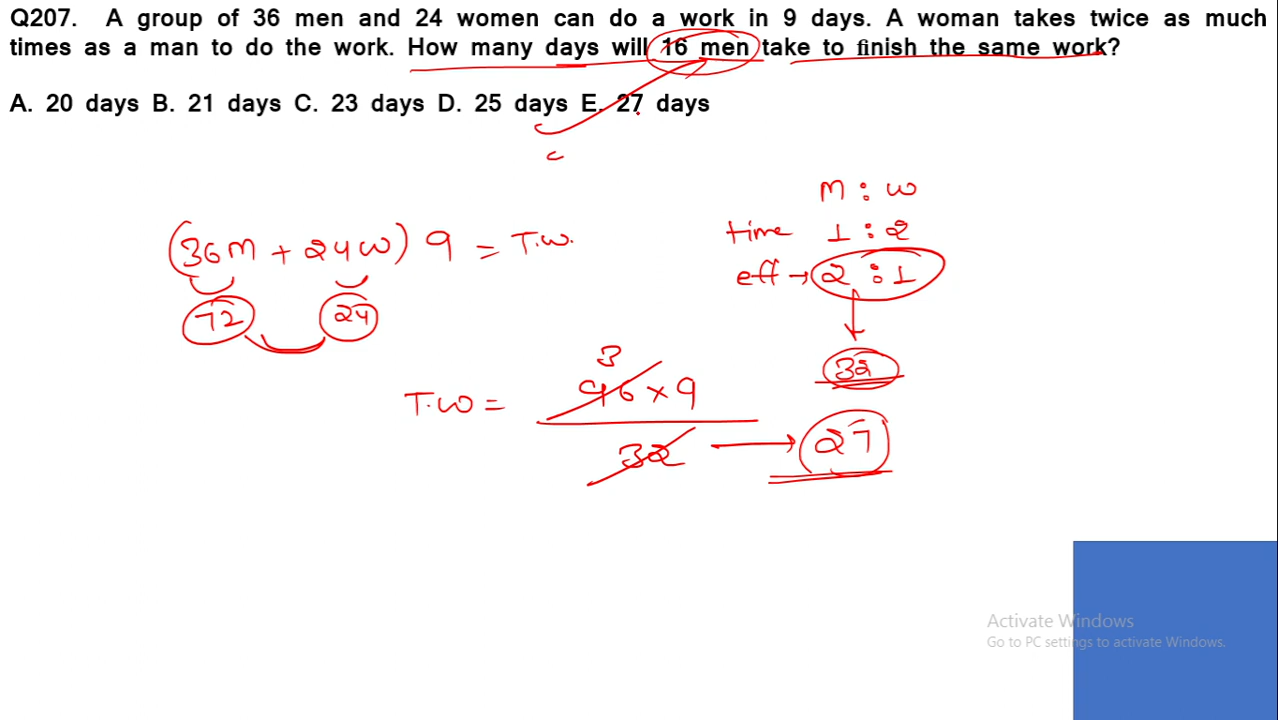 Q207. A group of 36 men and 24 women can do a work in 9 days. A woman takes twice as much
times as a man to do the work. How many days will 16 men take to finish the same work?
A. 20 days B. 21 days C. 23 days D. 25 days E. 27 days
M : W
time 1 : 2
(36M + 24W) 9 = T.W.
eff → 2 : 1
72 24
3
32
T.W = 96 × 9
32 → 27
Activate Windows
Go to PC settings to activate Windows.